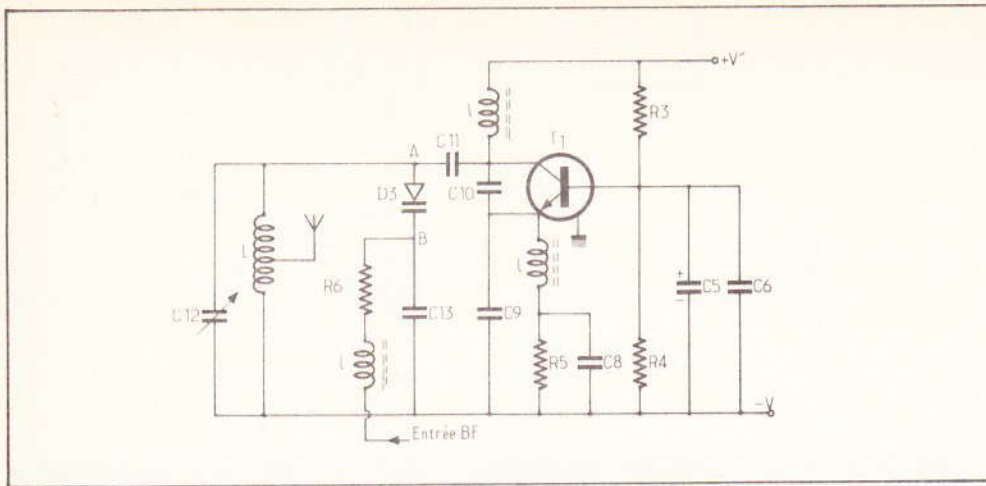 +V'
R3
l
T1
A
C11
D3
C10
B
L
R6
C12
C13
C9
l
C5
+
−
C6
l
R5
C8
R4
−V
Entrée BF